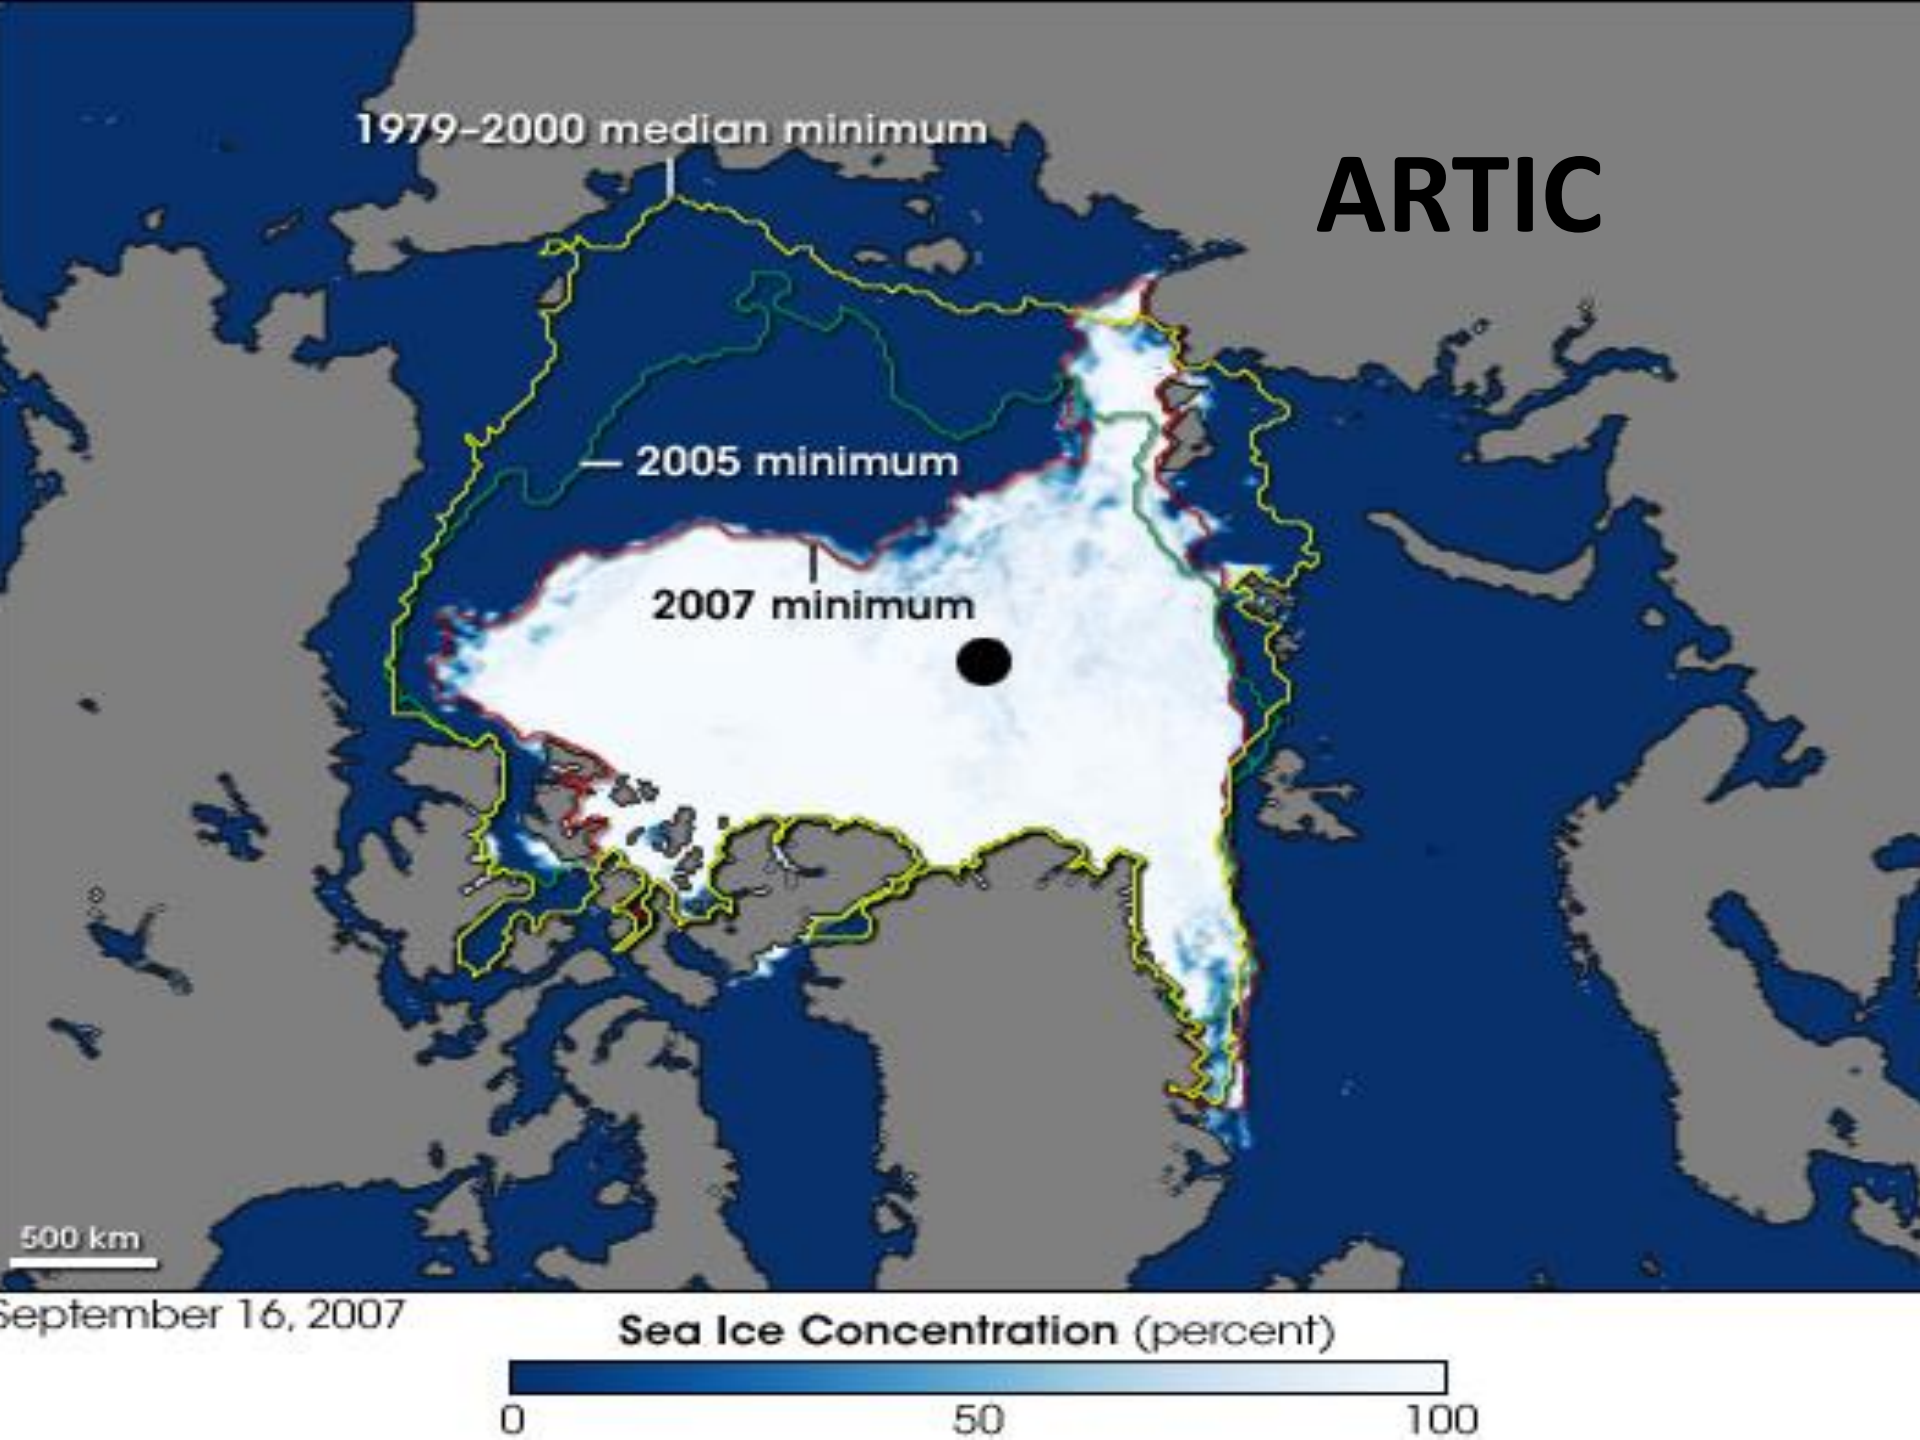 1979–2000 median minimum
ARTIC
2005 minimum
2007 minimum
500 km
September 16, 2007
Sea Ice Concentration (percent)
0 50 100